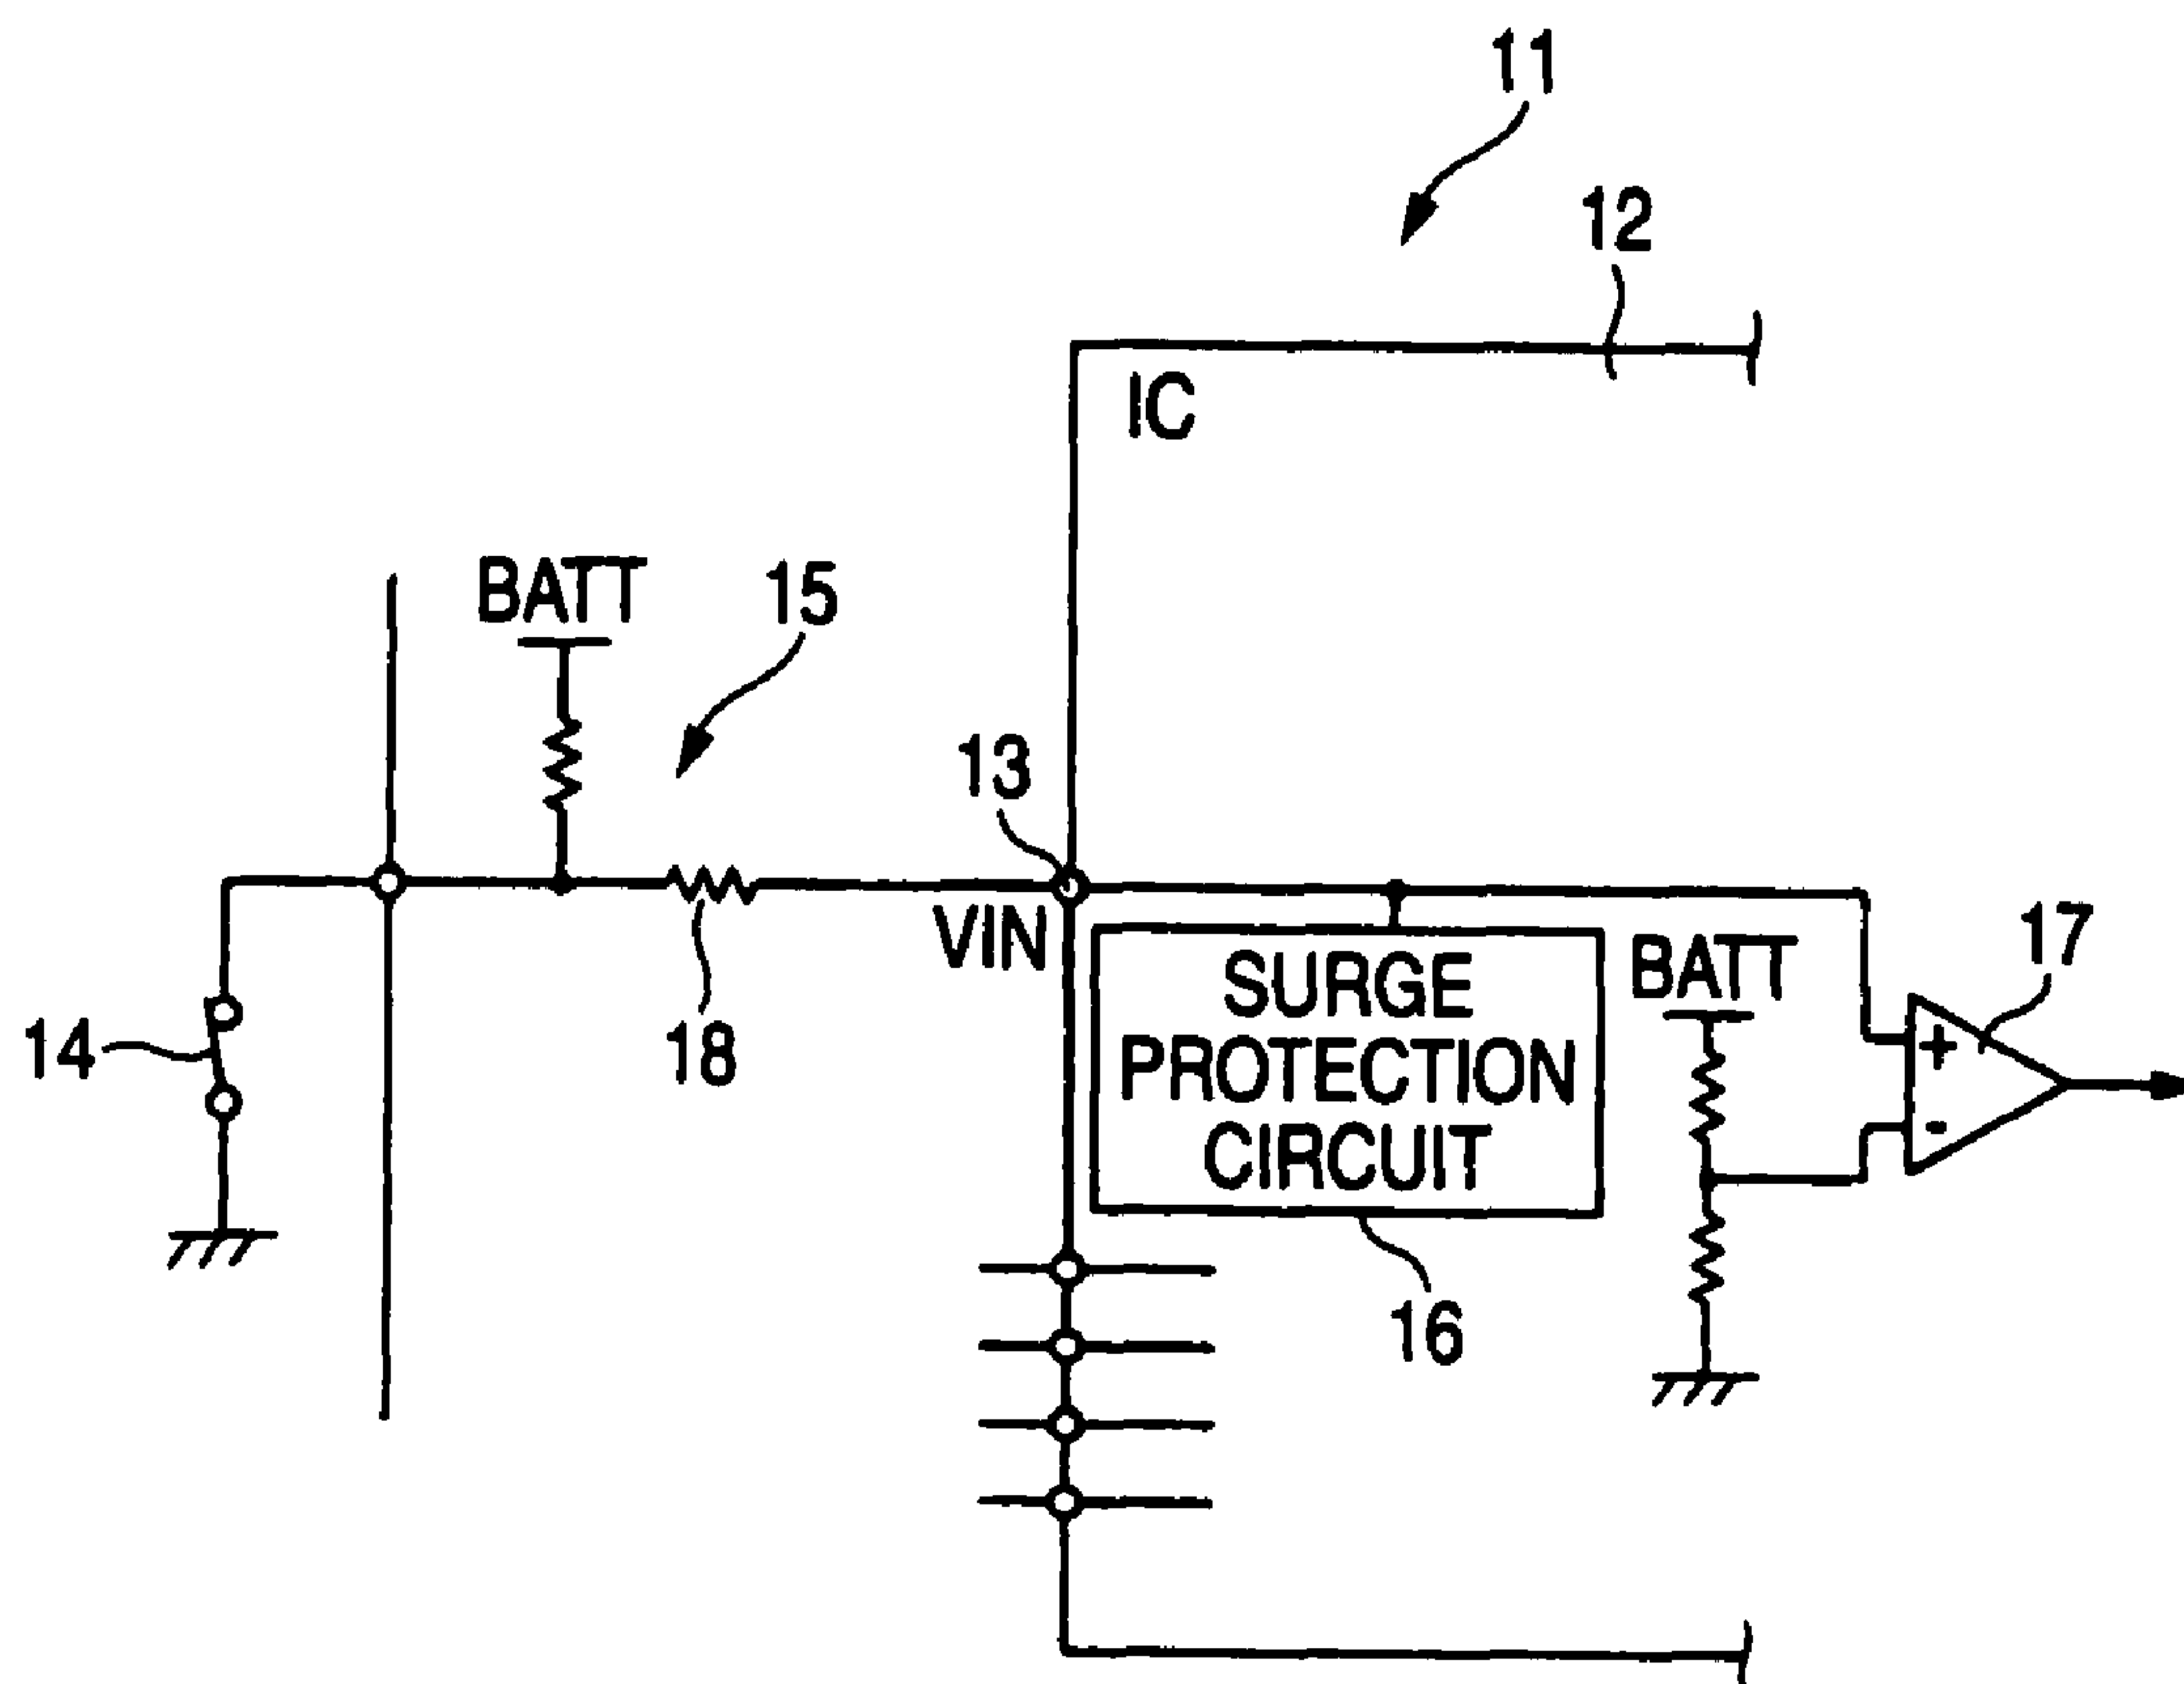 11
12
IC
BATT
15
13
VIN
18
14
SURGE
PROTECTION
CIRCUIT
BATT
17
+
-
16